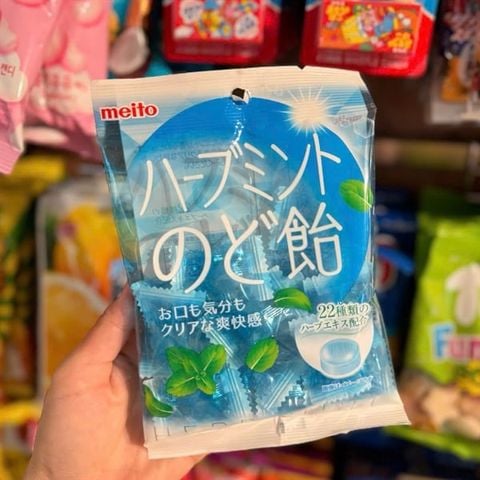 meito
ハーブミント
のど飴
お口も気分も
クリアな爽快感
22種類の
ハーブエキス配合
Fun